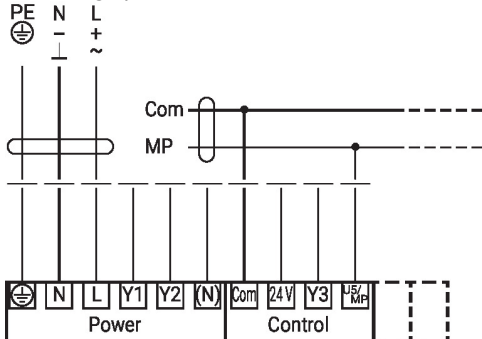 PE N L
- +
⊥ ~
Com
MP
N L Y1 Y2 (N) Com 24V Y3 U5/MP
Power Control